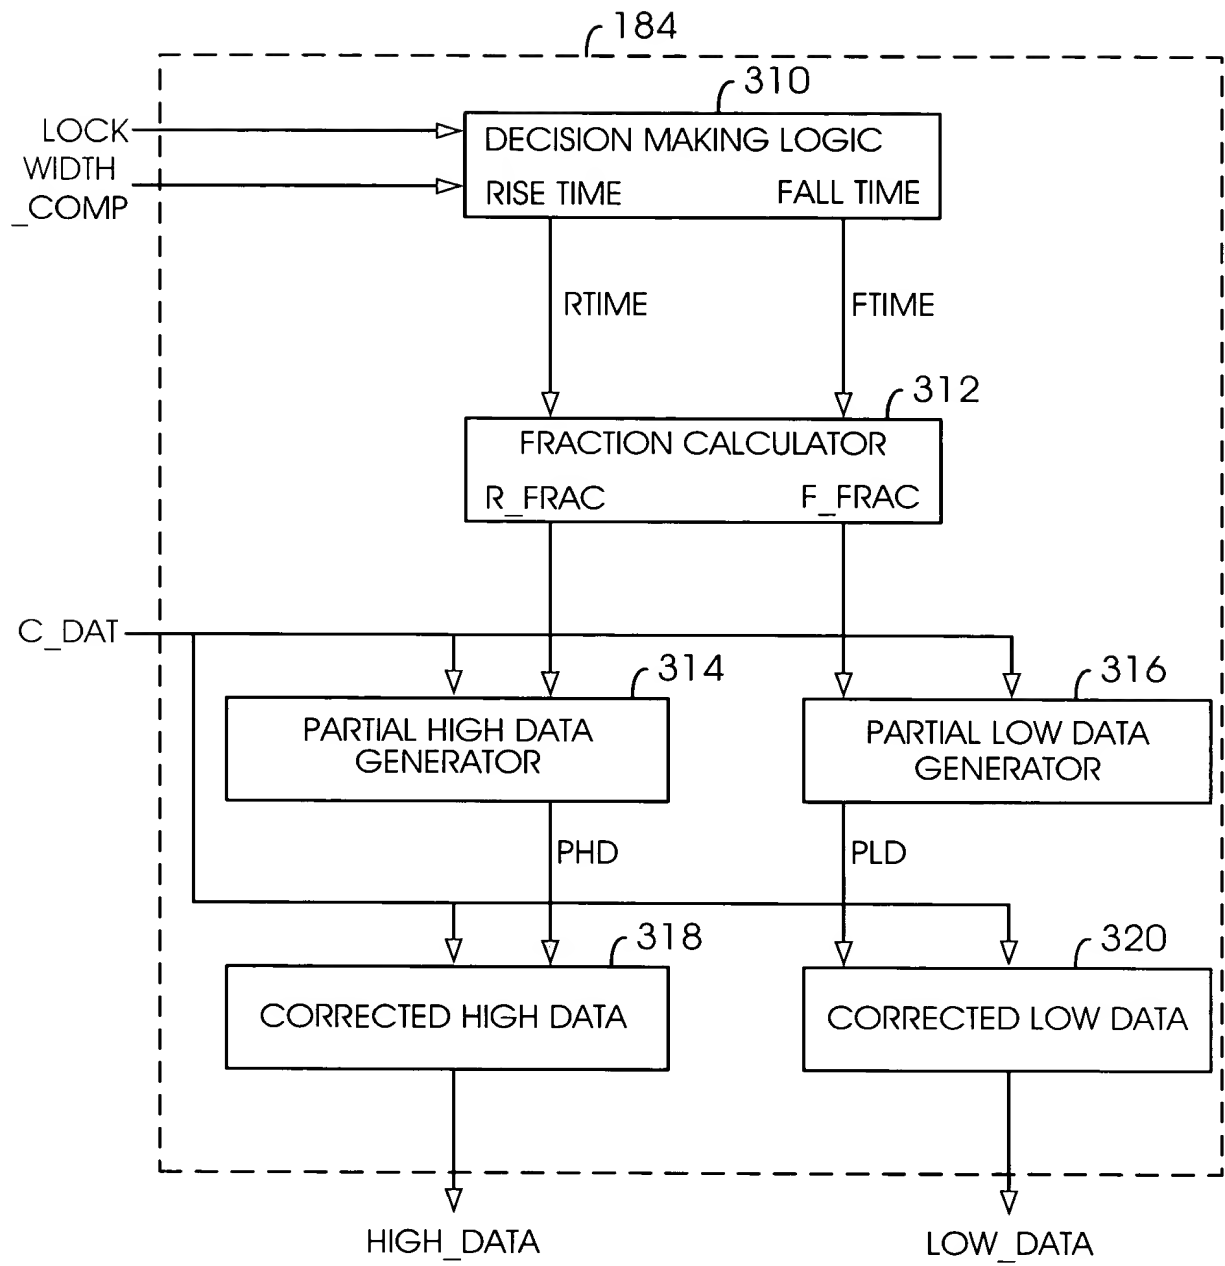 184
310
LOCK
WIDTH
_COMP
DECISION MAKING LOGIC
RISE TIME FALL TIME
RTIME FTIME
312
FRACTION CALCULATOR
R_FRAC F_FRAC
C_DAT
314
316
PARTIAL HIGH DATA
GENERATOR
PARTIAL LOW DATA
GENERATOR
PHD PLD
318
320
CORRECTED HIGH DATA
CORRECTED LOW DATA
HIGH_DATA
LOW_DATA